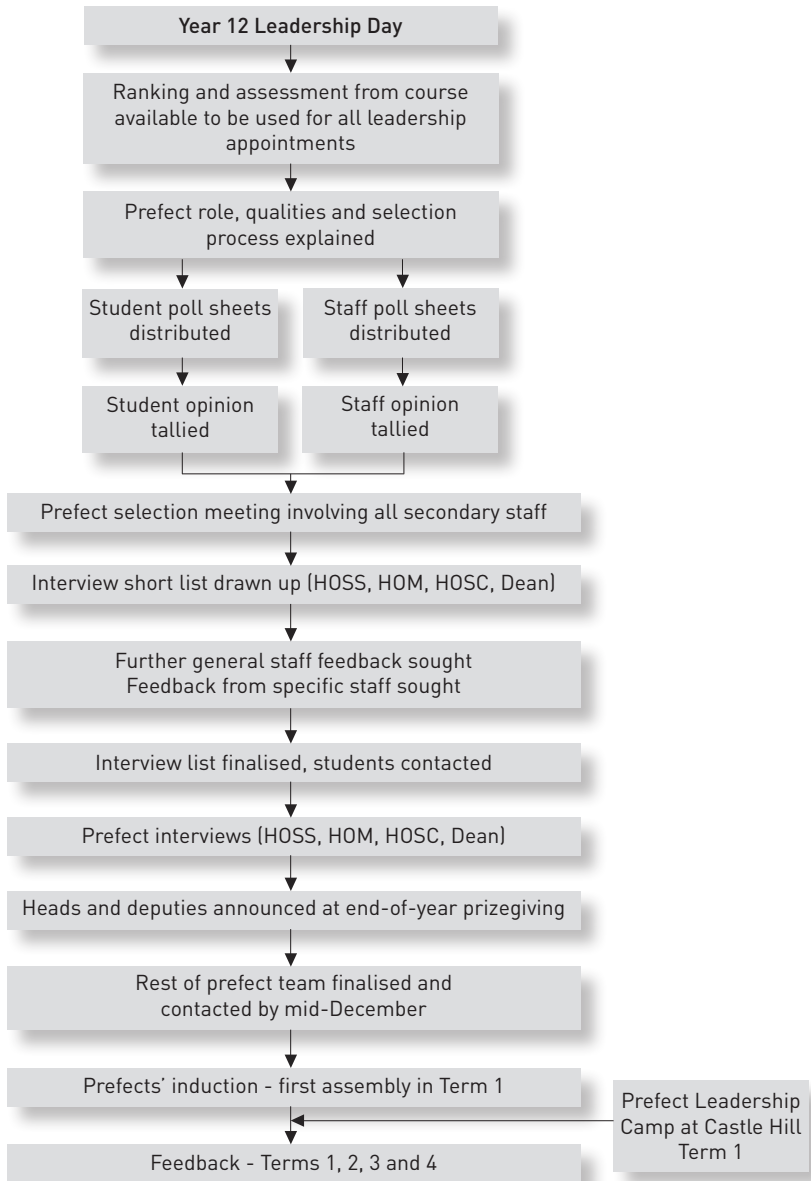 Year 12 Leadership Day
Ranking and assessment from course
available to be used for all leadership
appointments
Prefect role, qualities and selection
process explained
Student poll sheets
distributed
Staff poll sheets
distributed
Student opinion
tallied
Staff opinion
tallied
Prefect selection meeting involving all secondary staff
Interview short list drawn up (HOSS, HOM, HOSC, Dean)
Further general staff feedback sought
Feedback from specific staff sought
Interview list finalised, students contacted
Prefect interviews (HOSS, HOM, HOSC, Dean)
Heads and deputies announced at end-of-year prizegiving
Rest of prefect team finalised and
contacted by mid-December
Prefects’ induction - first assembly in Term 1
Prefect Leadership
Camp at Castle Hill
Term 1
Feedback - Terms 1, 2, 3 and 4